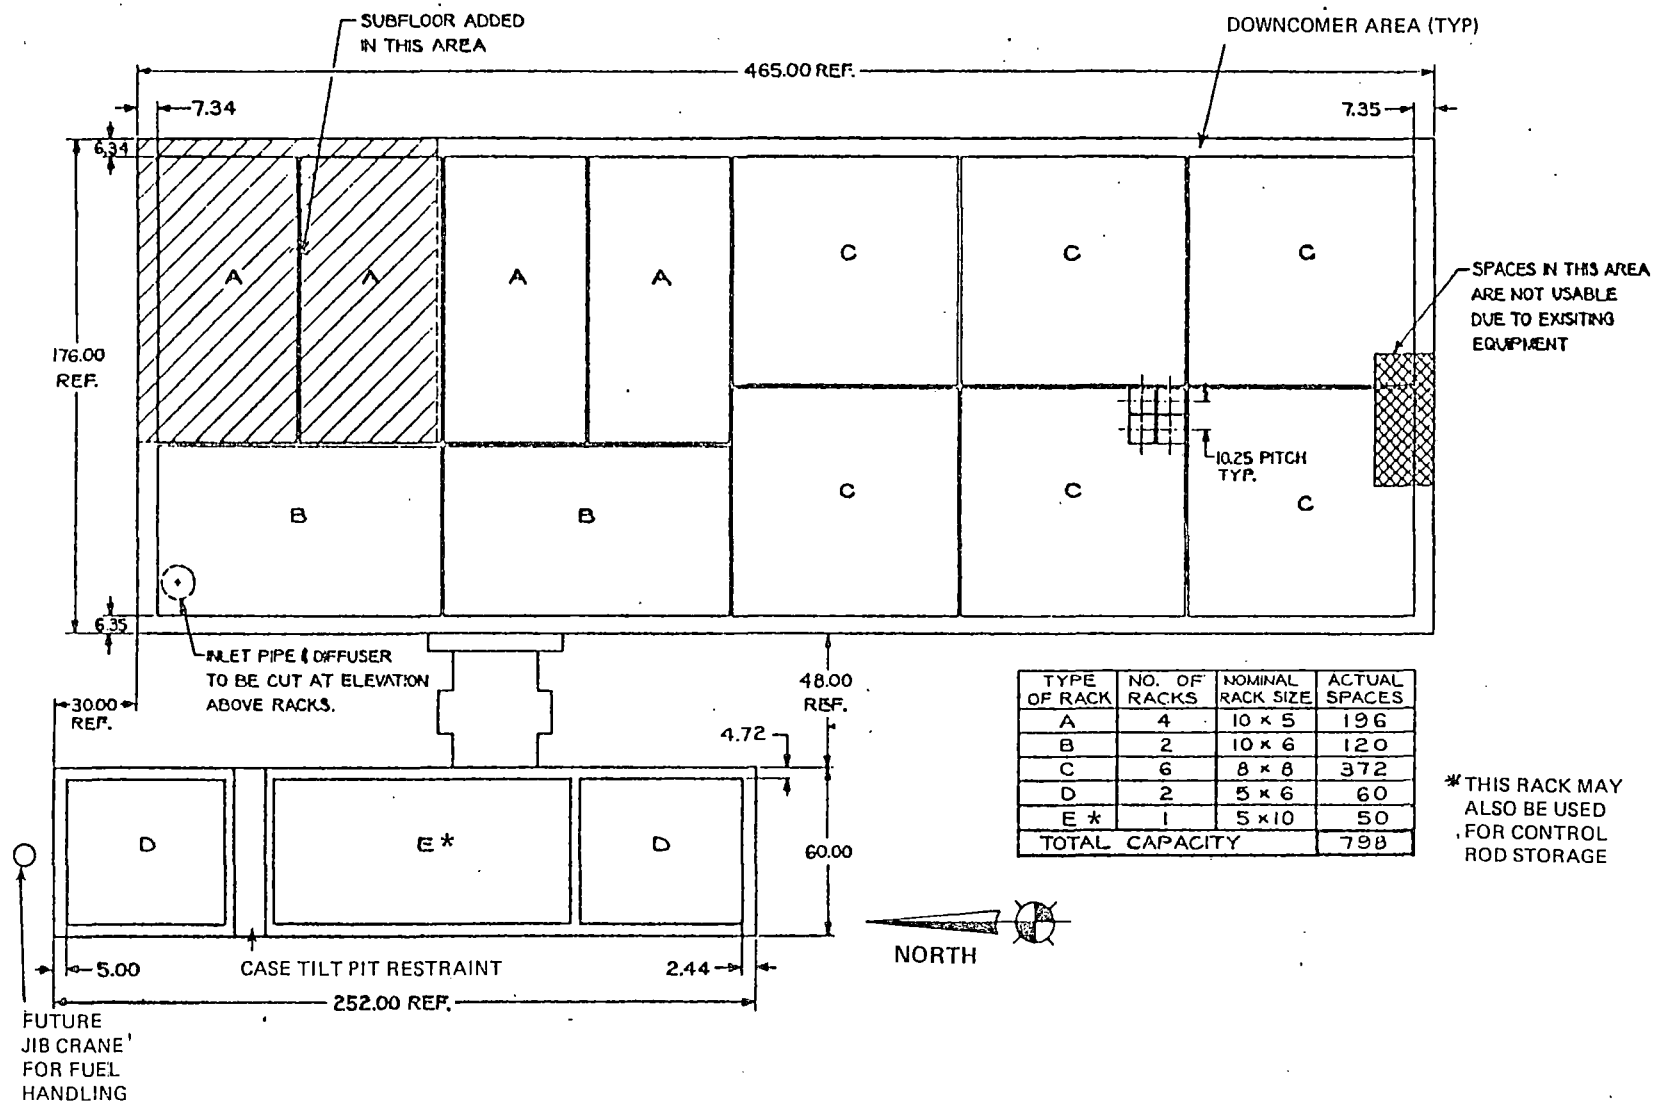 SUBFLOOR ADDED
IN THIS AREA
DOWNCOMER AREA (TYP)
465.00 REF.
7.34
7.35
6.34
A
A
A
A
C
C
C
SPACES IN THIS AREA
ARE NOT USABLE
DUE TO EXISITING
EQUIPMENT
176.00
REF.
10.25 PITCH
TYP.
B
B
C
C
C
6.35
INLET PIPE & DIFFUSER
TO BE CUT AT ELEVATION
ABOVE RACKS.
30.00
REF.
48.00
REF.
4.72
TYPE OF RACK NO. OF RACKS NOMINAL RACK SIZE ACTUAL SPACES
A 4 10 x 5 196
B 2 10 x 6 120
C 6 8 x 8 372
D 2 5 x 6 60
E * 1 5 x 10 50
TOTAL CAPACITY 798
* THIS RACK MAY
ALSO BE USED
FOR CONTROL
ROD STORAGE
D
E *
D
60.00
NORTH
5.00
CASE TILT PIT RESTRAINT
2.44
252.00 REF.
FUTURE
JIB CRANE
FOR FUEL
HANDLING